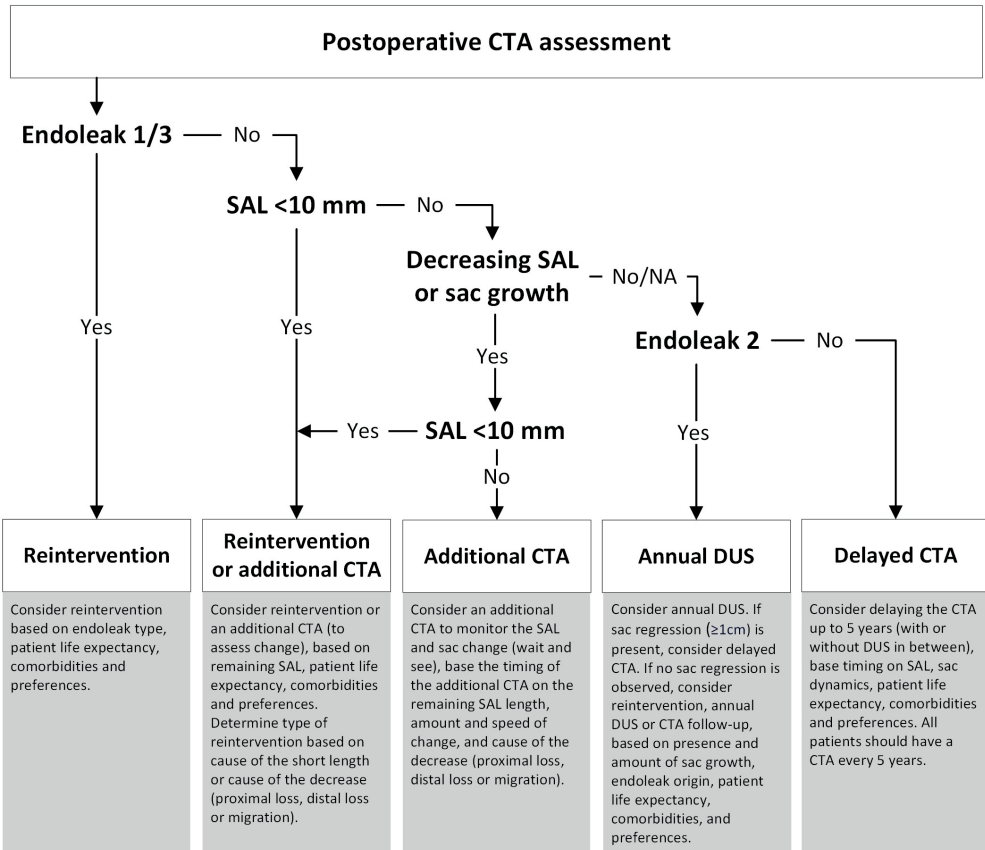 Postoperative CTA assessment
Endoleak 1/3
No
SAL <10 mm
No
Decreasing SAL
or sac growth
No/NA
Endoleak 2
No
Yes
Yes
Yes
Yes
SAL <10 mm
Yes
No
Reintervention
Consider reintervention
based on endoleak type,
patient life expectancy,
comorbidities and
preferences.
Reintervention
or additional CTA
Consider reintervention or
an additional CTA (to
assess change), based on
remaining SAL, patient life
expectancy, comorbidities
and preferences.
Determine type of
reintervention based on
cause of the short length
or cause of the decrease
(proximal loss, distal loss
or migration).
Additional CTA
Consider an additional
CTA to monitor the SAL
and sac change (wait and
see), base the timing of
the additional CTA on the
remaining SAL length,
amount and speed of
change, and cause of the
decrease (proximal loss,
distal loss or migration).
Annual DUS
Consider annual DUS. If
sac regression (≥1cm) is
present, consider delayed
CTA. If no sac regression is
observed, consider
reintervention, annual
DUS or CTA follow-up,
based on presence and
amount of sac growth,
endoleak origin, patient
life expectancy,
comorbidities, and
preferences.
Delayed CTA
Consider delaying the CTA
up to 5 years (with or
without DUS in between),
base timing on SAL, sac
dynamics, patient life
expectancy, comorbidities
and preferences. All
patients should have a
CTA every 5 years.